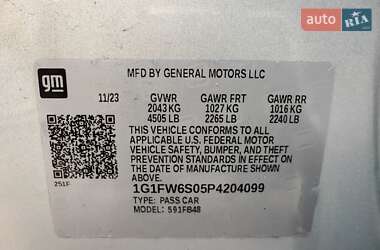 auto RIA
gm
MFD BY GENERAL MOTORS LLC
11/23 GVWR GAWR FRT GAWR RR
2043 KG 1027 KG 1016 KG
4505 LB 2265 LB 2240 LB
THIS VEHICLE CONFORMS TO ALL
APPLICABLE U.S. FEDERAL MOTOR
VEHICLE SAFETY, BUMPER, AND THEFT
PREVENTION STANDARDS IN EFFECT ON
THE DATE OF MANUFACTURE SHOWN
ABOVE.
251F
1G1FW6S05P4204099
TYPE: PASS CAR
MODEL: 591FB48